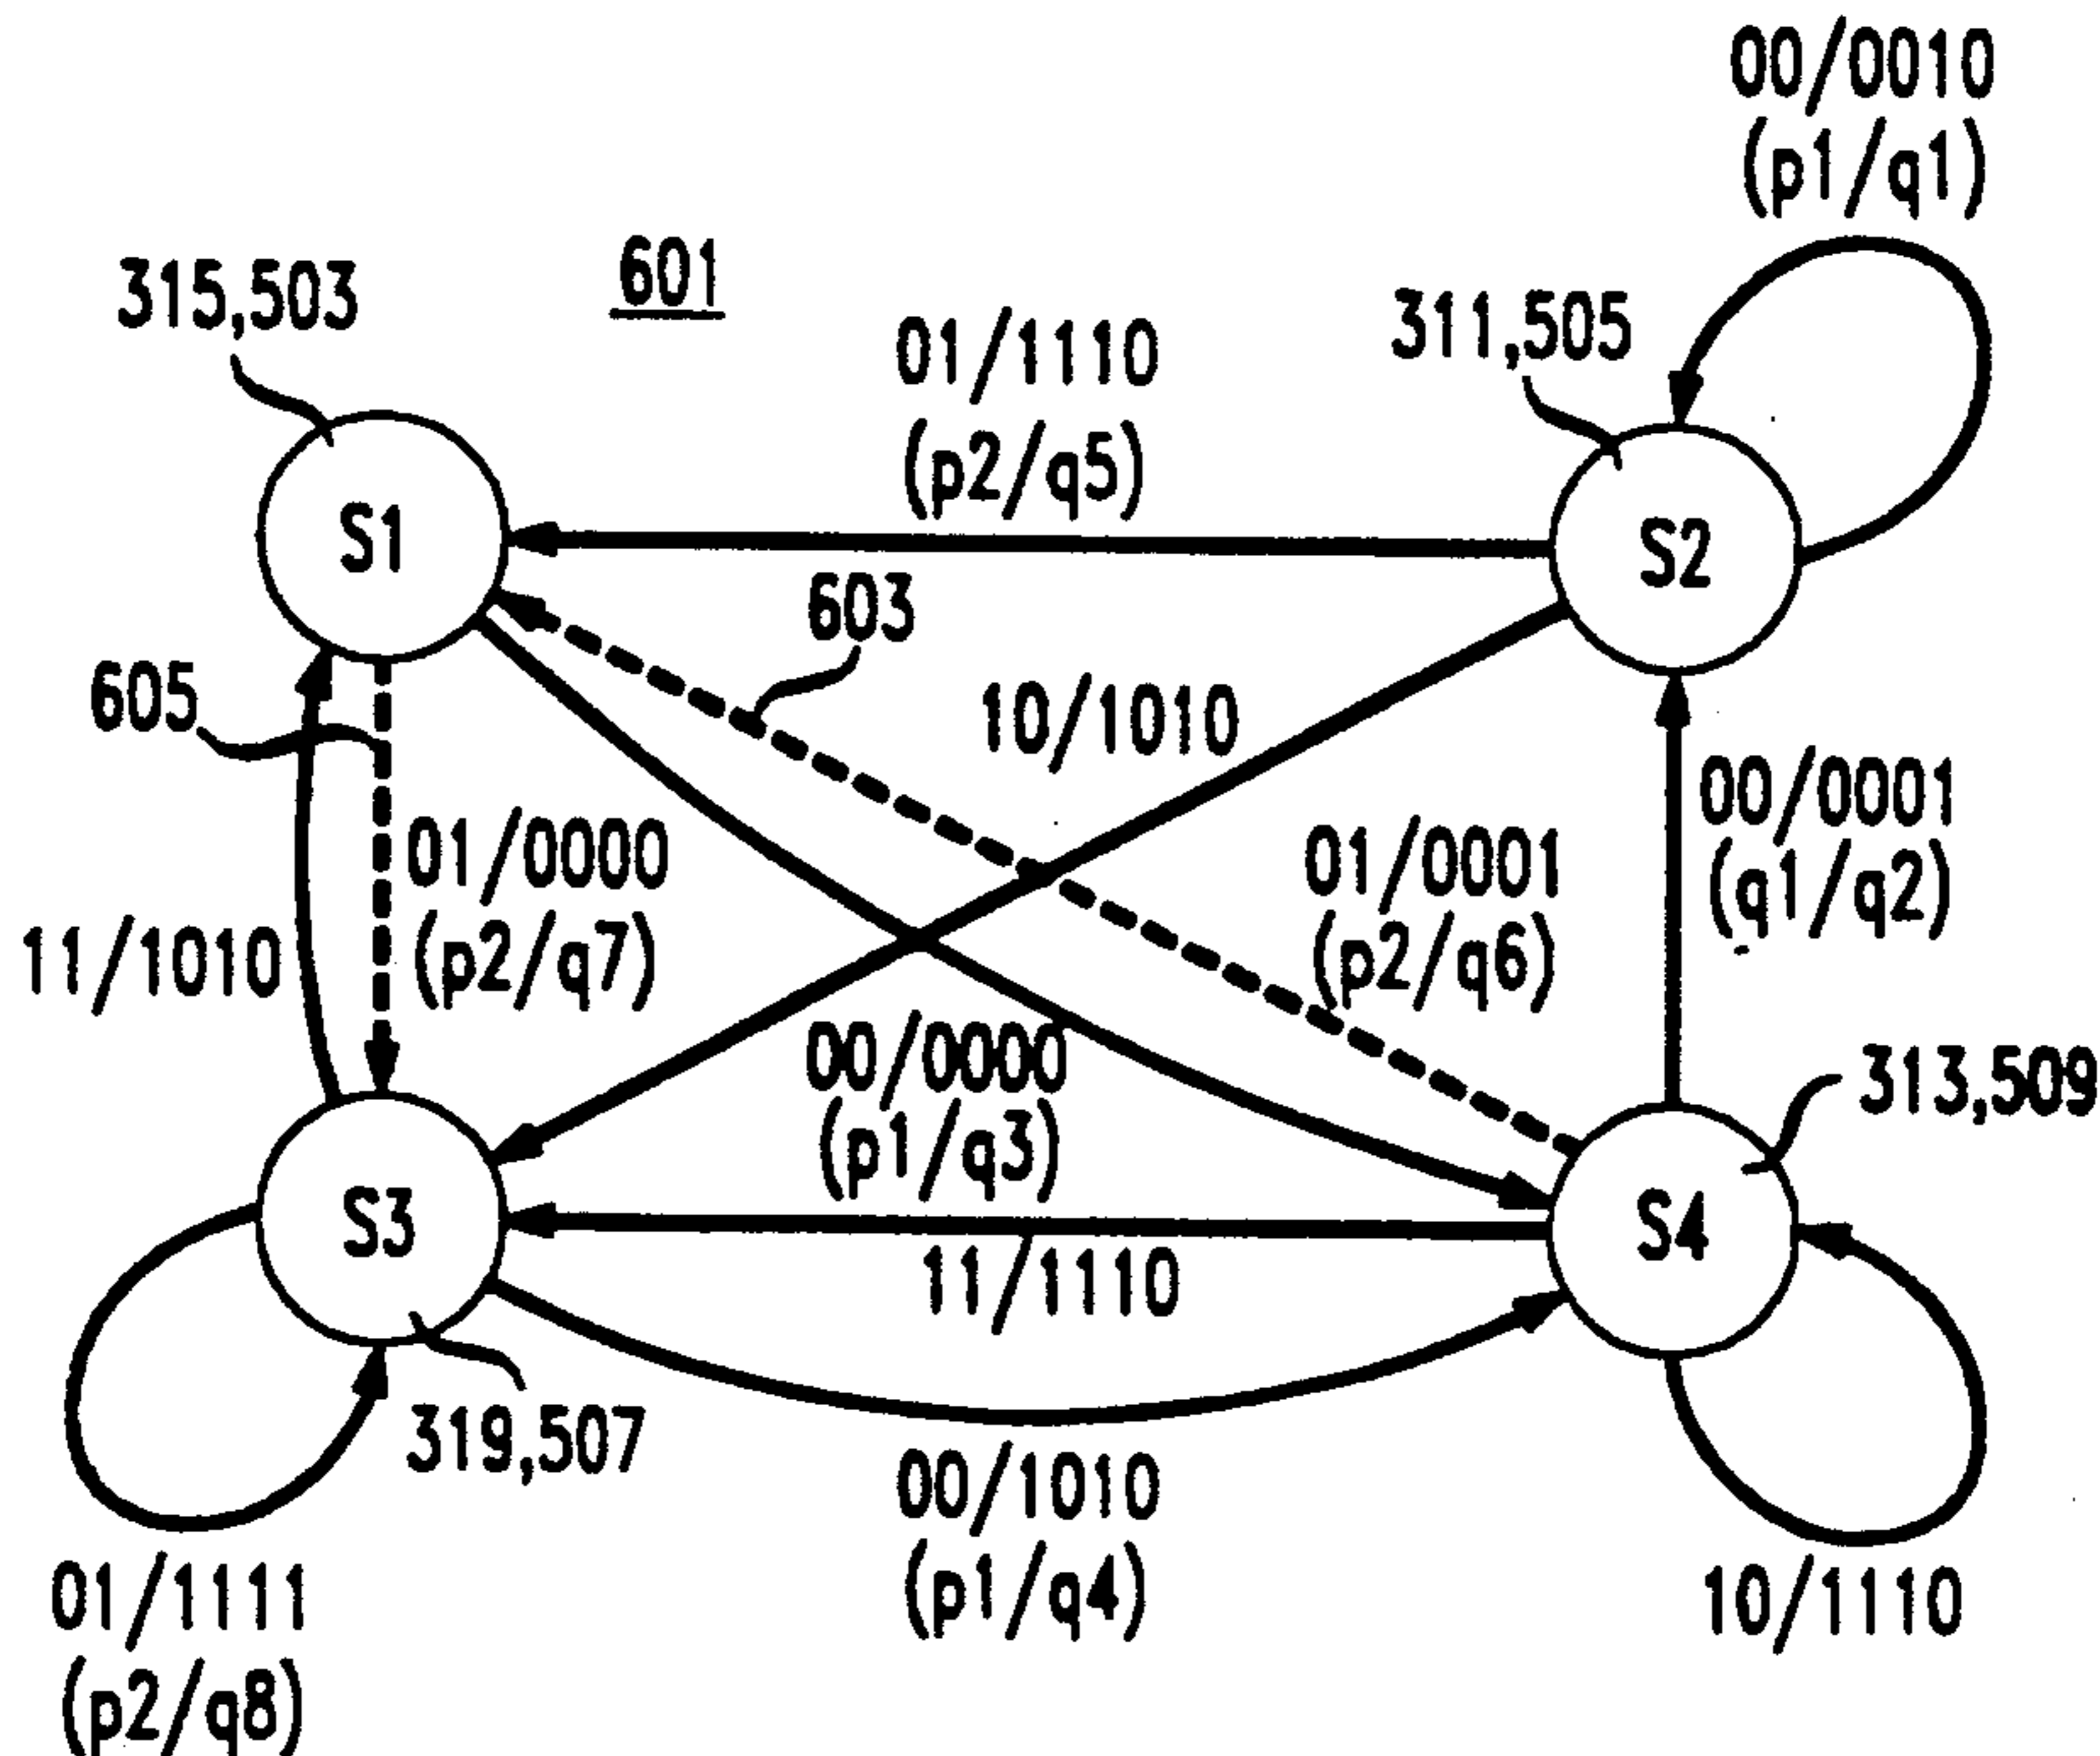 00/0010
(p1/q1)
601
315,503
311,505
01/1110
(p2/q5)
S1
S2
603
605
10/1010
00/0001
(q1/q2)
01/0000
(p2/q7)
01/0001
(p2/q6)
11/1010
00/0000
(p1/q3)
313,509
S3
S4
11/1110
319,507
00/1010
(p1/q4)
01/1111
(p2/q8)
10/1110